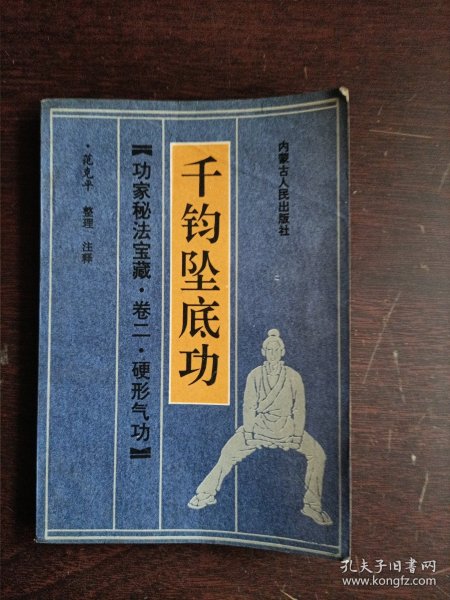 内蒙古人民出版社
千钧坠底功
【功家秘法宝藏·卷二·硬形气功】
·范克平 整理 注释
孔夫子旧书网
www.kongfz.com